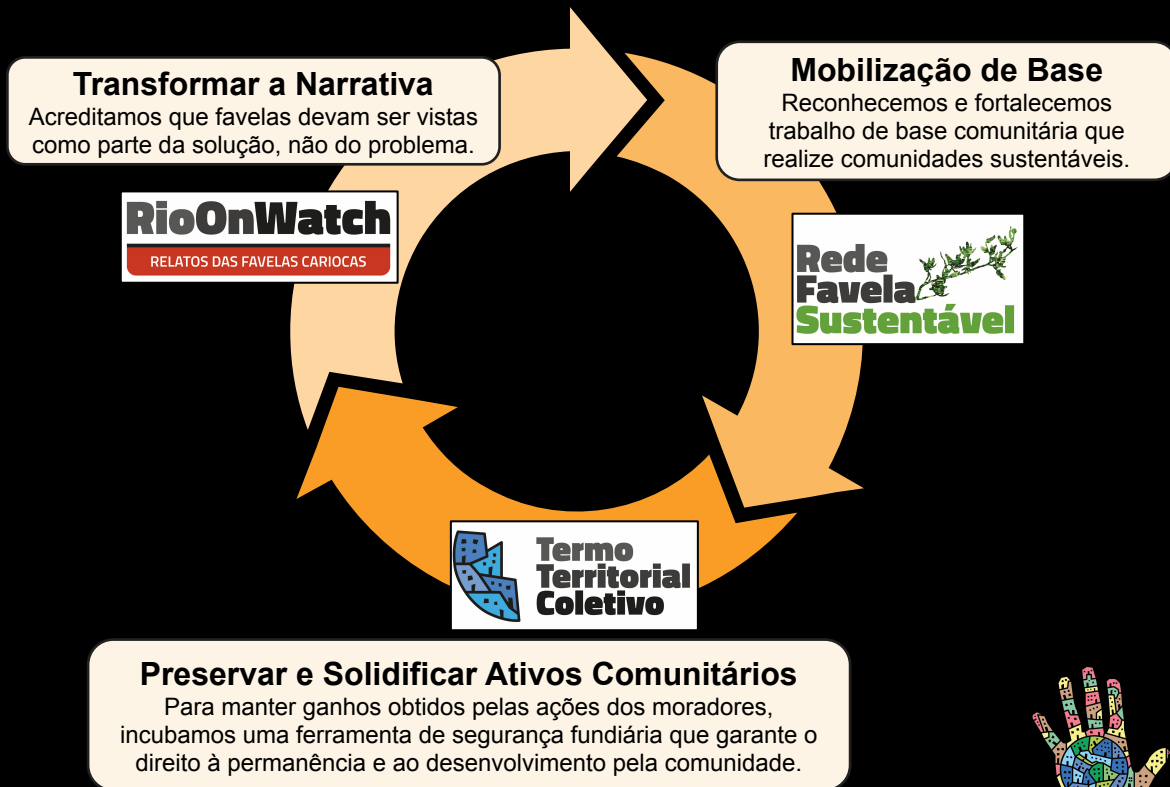 Transformar a Narrativa
Acreditamos que favelas devam ser vistas
como parte da solução, não do problema.
RioOnWatch
RELATOS DAS FAVELAS CARIOCAS
Mobilização de Base
Reconhecemos e fortalecemos
trabalho de base comunitária que
realize comunidades sustentáveis.
Rede
Favela
Sustentável
Termo
Territorial
Coletivo
Preservar e Solidificar Ativos Comunitários
Para manter ganhos obtidos pelas ações dos moradores,
incubamos uma ferramenta de segurança fundiária que garante o
direito à permanência e ao desenvolvimento pela comunidade.